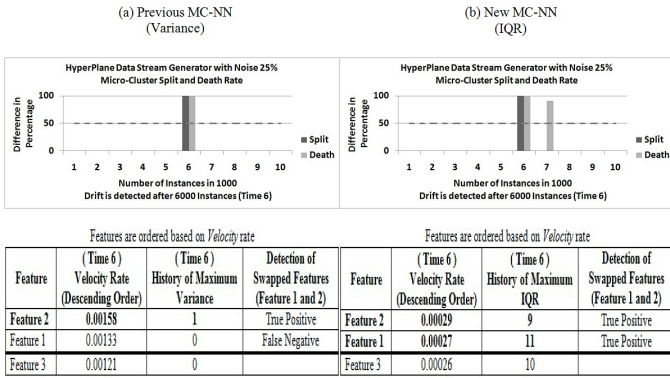 (a) Previous MC-NN
(Variance)
HyperPlane Data Stream Generator with Noise 25%
Micro-Cluster Split and Death Rate
Difference in
Percentage
100
50
0
1 2 3 4 5 6 7 8 9 10
Split
Death
Number of Instances in 1000
Drift is detected after 6000 Instances (Time 6)
Features are ordered based on Velocity rate
Feature
( Time 6 )
Velocity Rate
(Descending Order)
( Time 6 )
History of Maximum
Variance
Detection of
Swapped Features
(Feature 1 and 2)
Feature 2 0.00158 1 True Positive
Feature 1 0.00133 0 False Negative
Feature 3 0.00121 0
(b) New MC-NN
(IQR)
HyperPlane Data Stream Generator with Noise 25%
Micro-Cluster Split and Death Rate
Difference in
Percentage
100
50
0
1 2 3 4 5 6 7 8 9 10
Split
Death
Number of Instances in 1000
Drift is detected after 6000 Instances (Time 6)
Features are ordered based on Velocity rate
Feature
( Time 6 )
Velocity Rate
(Descending Order)
( Time 6 )
History of Maximum
IQR
Detection of
Swapped Features
(Feature 1 and 2)
Feature 2 0.00029 9 True Positive
Feature 1 0.00027 11 True Positive
Feature 3 0.00026 10